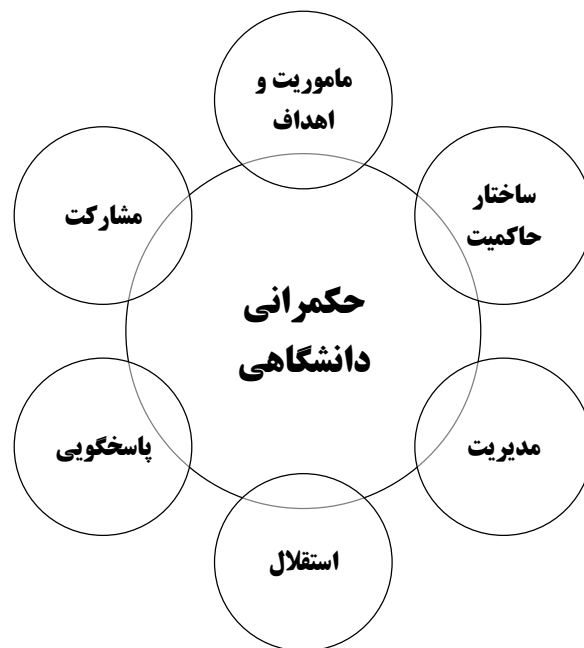 ماموریت و
اهداف
ساختار
حاکمیت
مدیریت
استقلال
پاسخگویی
مشارکت
حکمرانی
دانشگاهی